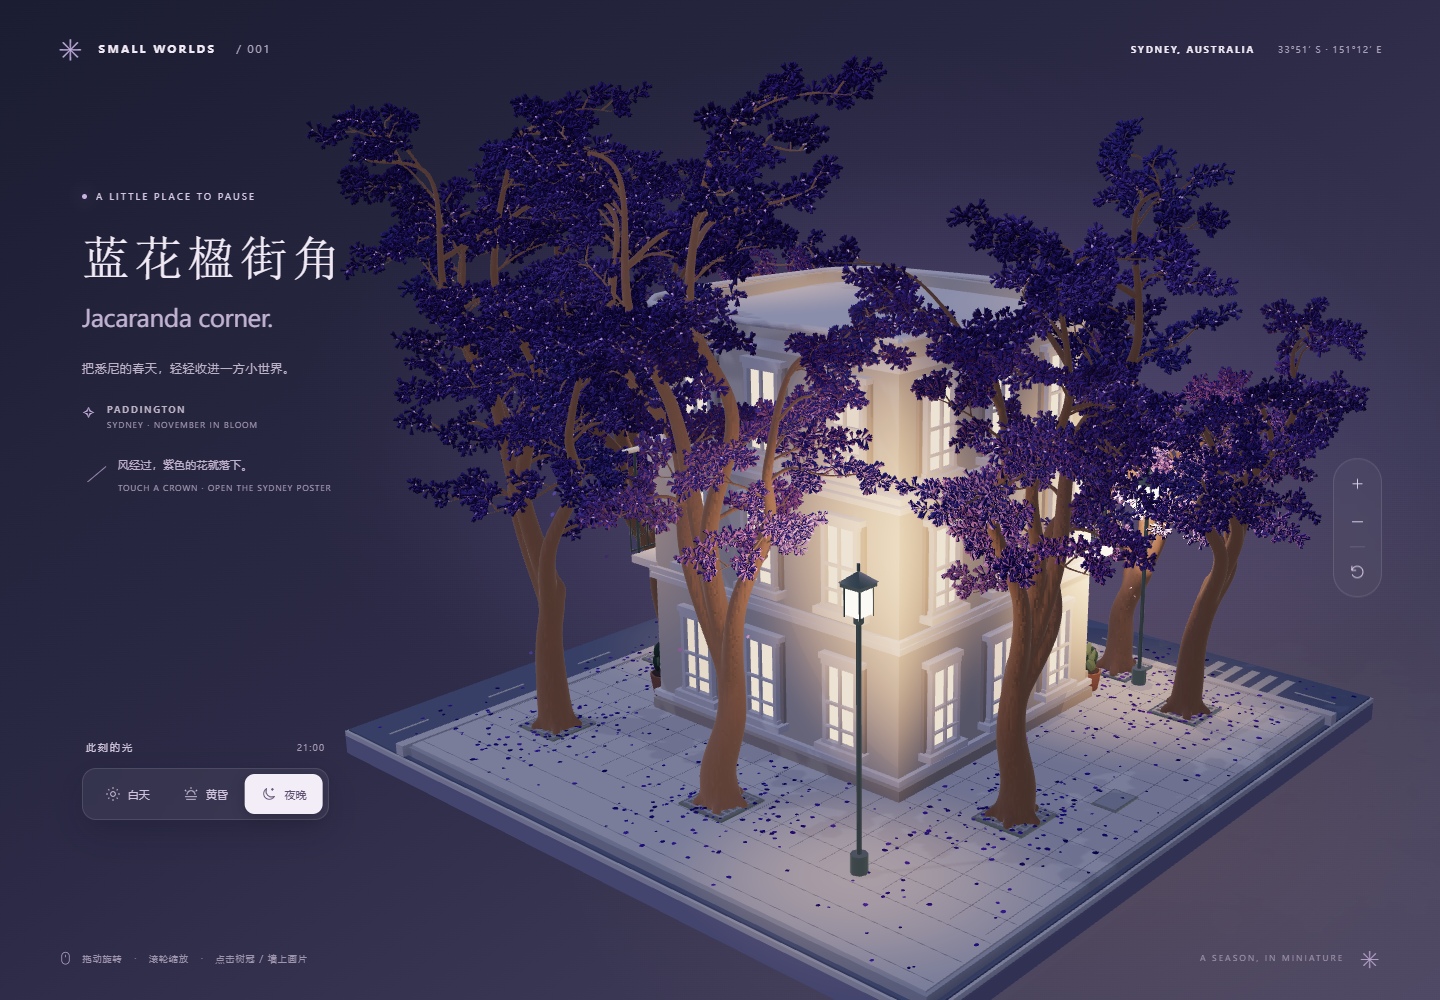 SMALL WORLDS / 001
SYDNEY, AUSTRALIA 33°51' S · 151°12' E
A LITTLE PLACE TO PAUSE
蓝花楹街角
Jacaranda corner.
把悉尼的春天，轻轻收进一方小世界。
PADDINGTON
SYDNEY · NOVEMBER IN BLOOM
风经过，紫色的花就落下。
TOUCH A CROWN · OPEN THE SYDNEY POSTER
此刻的光 21:00
白天 黄昏 夜晚
拖动旋转 · 滚轮缩放 · 点击树冠 / 墙上画片
A SEASON, IN MINIATURE